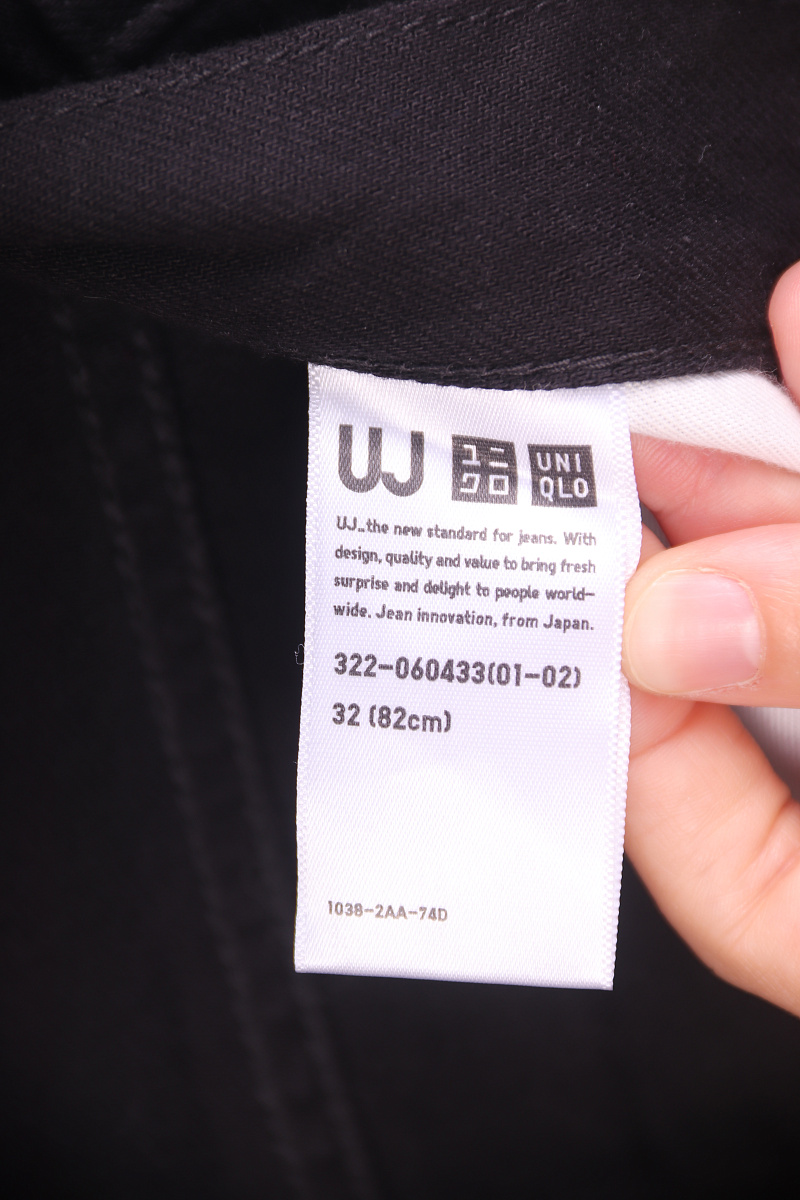 UJ ユニ UNI
クロ QLO
UJ...the new standard for jeans. With
design, quality and value to bring fresh
surprise and delight to people world-
wide. Jean innovation, from Japan.
322-060433(01-02)
32 (82cm)
1038-2AA-74D